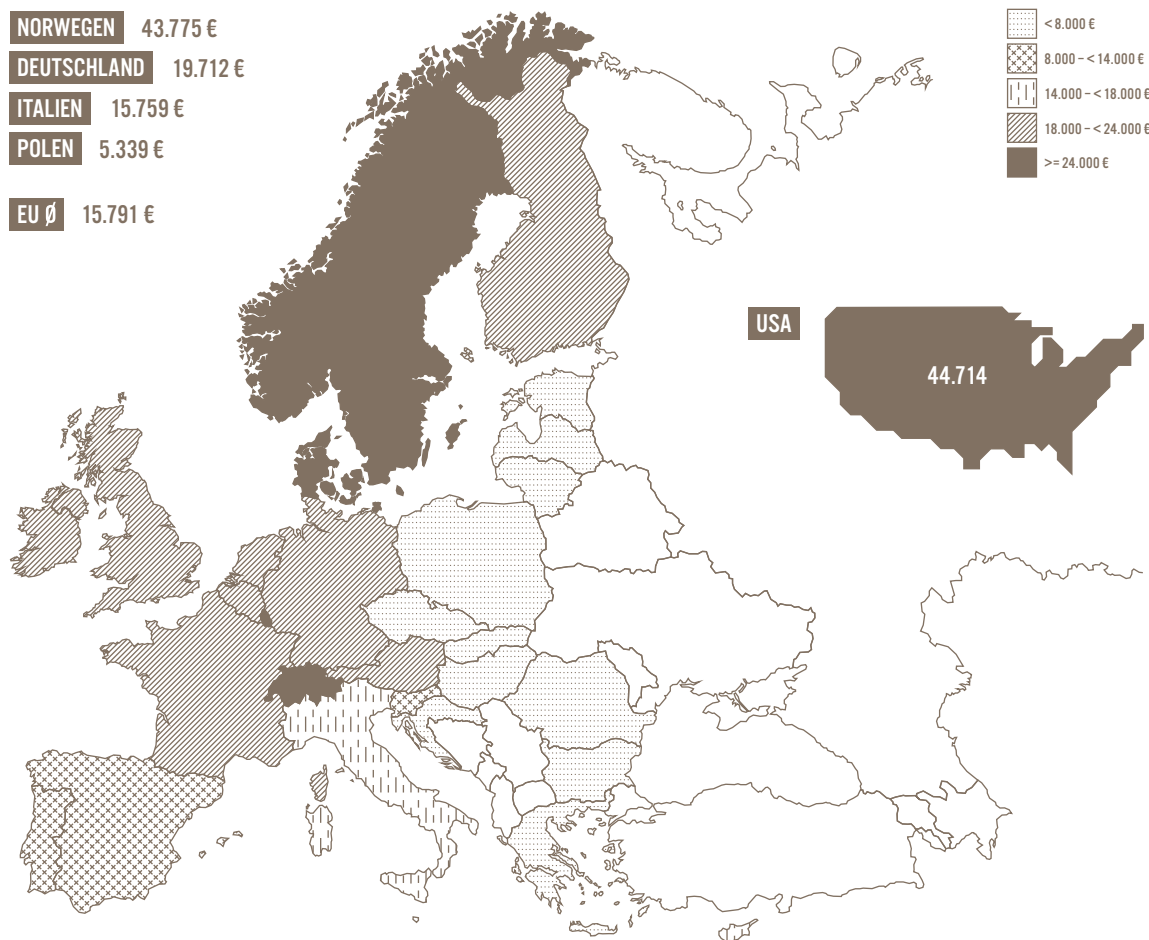 NORWEGEN 43.775 €
DEUTSCHLAND 19.712 €
ITALIEN 15.759 €
POLEN 5.339 €
EU Ø 15.791 €
< 8.000 €
8.000 – < 14.000 €
14.000 – < 18.000 €
18.000 – < 24.000 €
>= 24.000 €
USA
44.714